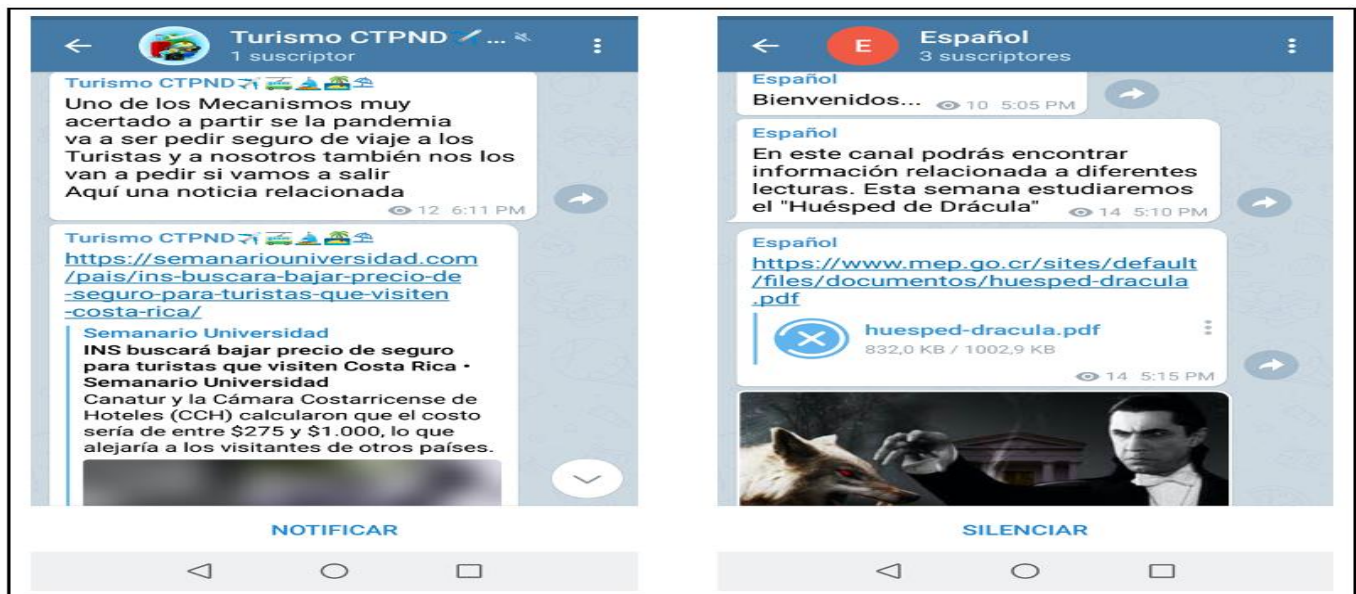 Turismo CTPND ✈️ ...
1 suscriptor
Turismo CTPND✈️🚠⛵🏝️⛱️
Uno de los Mecanismos muy
acertado a partir se la pandemia
va a ser pedir seguro de viaje a los
Turistas y a nosotros también nos los
van a pedir si vamos a salir
Aquí una noticia relacionada
12 6:11 PM
Turismo CTPND✈️🚠⛵🏝️⛱️
https://semanariouniversidad.com
/pais/ins-buscara-bajar-precio-de
-seguro-para-turistas-que-visiten
-costa-rica/
Semanario Universidad
INS buscará bajar precio de seguro
para turistas que visiten Costa Rica •
Semanario Universidad
Canatur y la Cámara Costarricense de
Hoteles (CCH) calcularon que el costo
sería de entre $275 y $1.000, lo que
alejaría a los visitantes de otros países.
NOTIFICAR
E
Español
3 suscriptores
Español
Bienvenidos... 10 5:05 PM
Español
En este canal podrás encontrar
información relacionada a diferentes
lecturas. Esta semana estudiaremos
el "Huésped de Drácula" 14 5:10 PM
Español
https://www.mep.go.cr/sites/default
/files/documentos/huesped-dracula
.pdf
huesped-dracula.pdf
832,0 KB / 1002,9 KB
14 5:15 PM
SILENCIAR